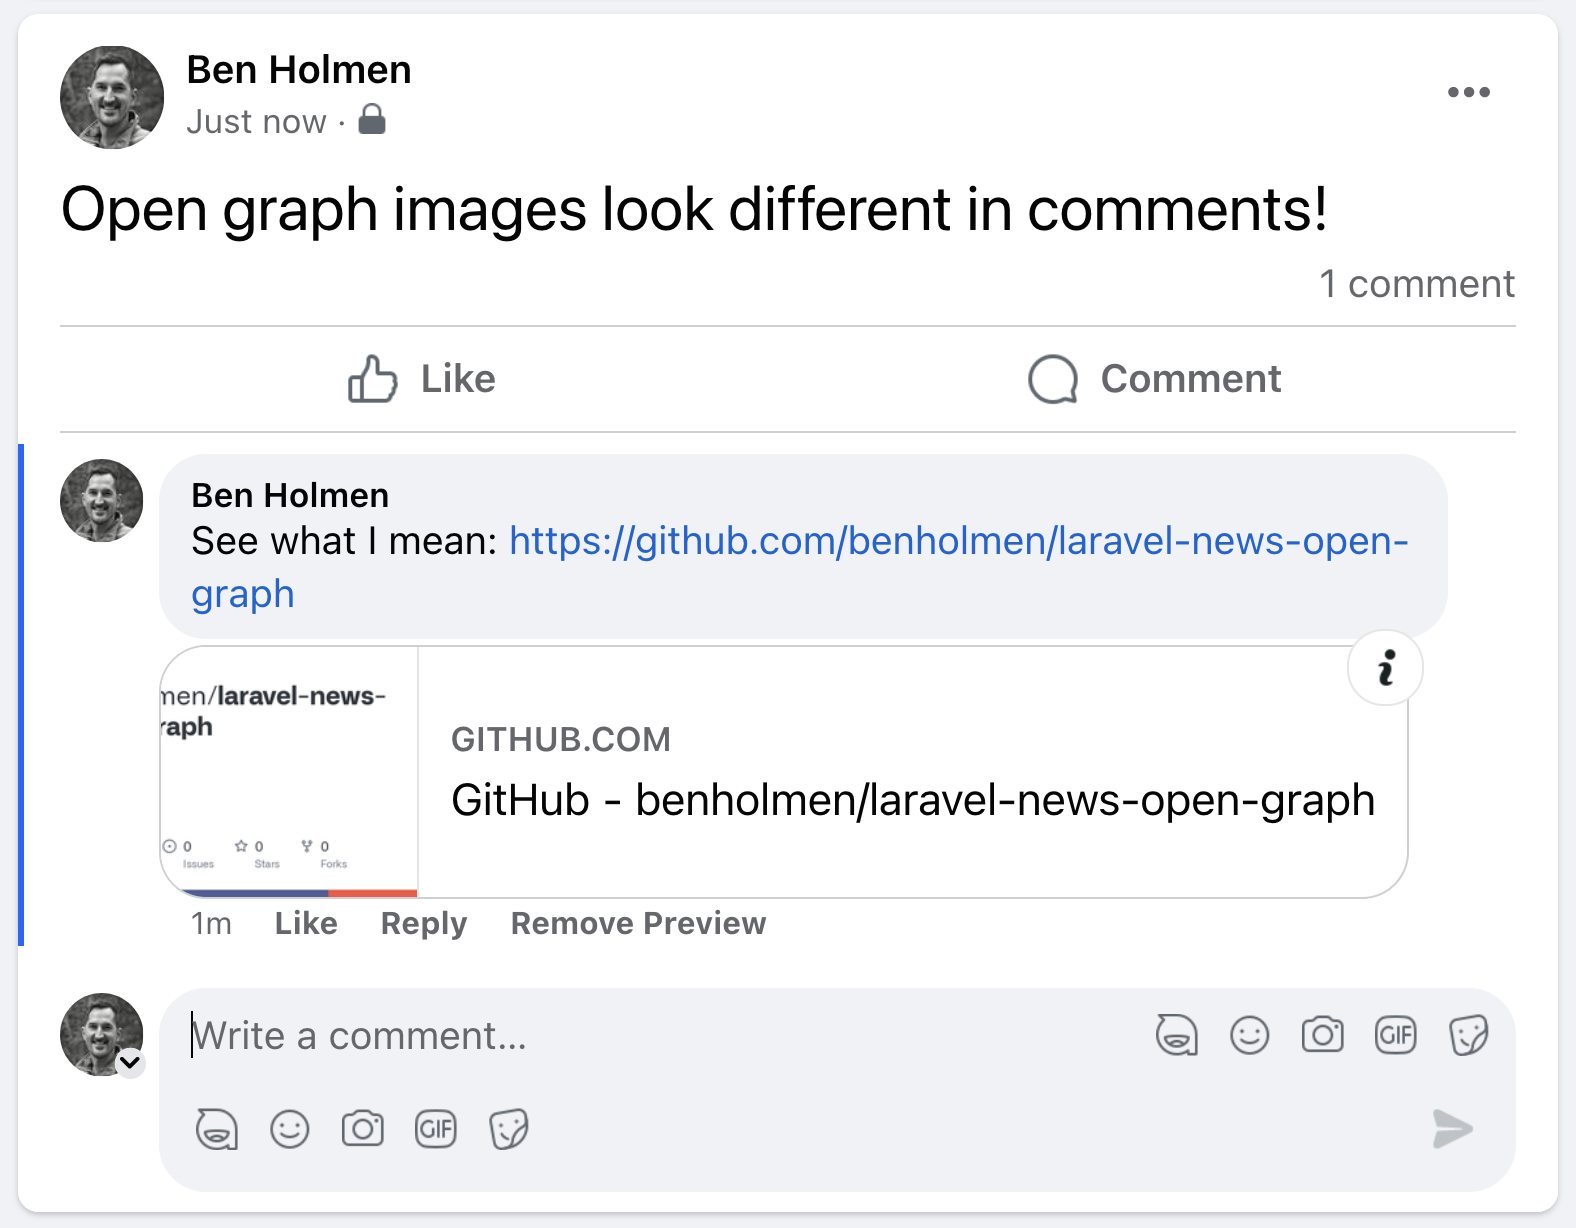 Ben Holmen
Just now ·
Open graph images look different in comments!
1 comment
Like
Comment
Ben Holmen
See what I mean: https://github.com/benholmen/laravel-news-open-
graph
men/laravel-news-
raph
0
Issues
0
Stars
0
Forks
GITHUB.COM
GitHub - benholmen/laravel-news-open-graph
1m Like Reply Remove Preview
Write a comment...
GIF
GIF